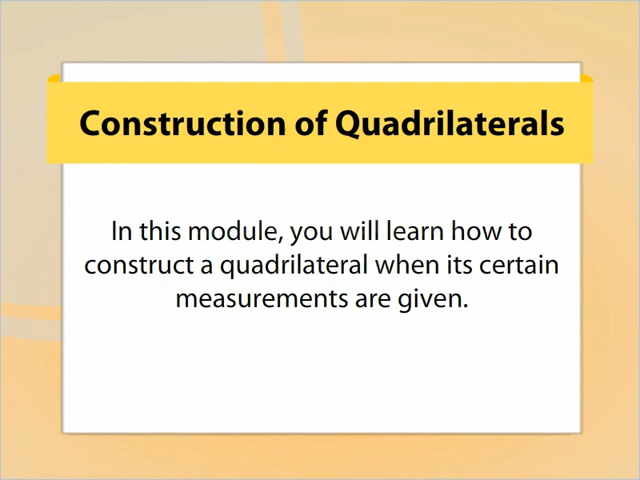 Construction of Quadrilaterals
In this module, you will learn how to
construct a quadrilateral when its certain
measurements are given.